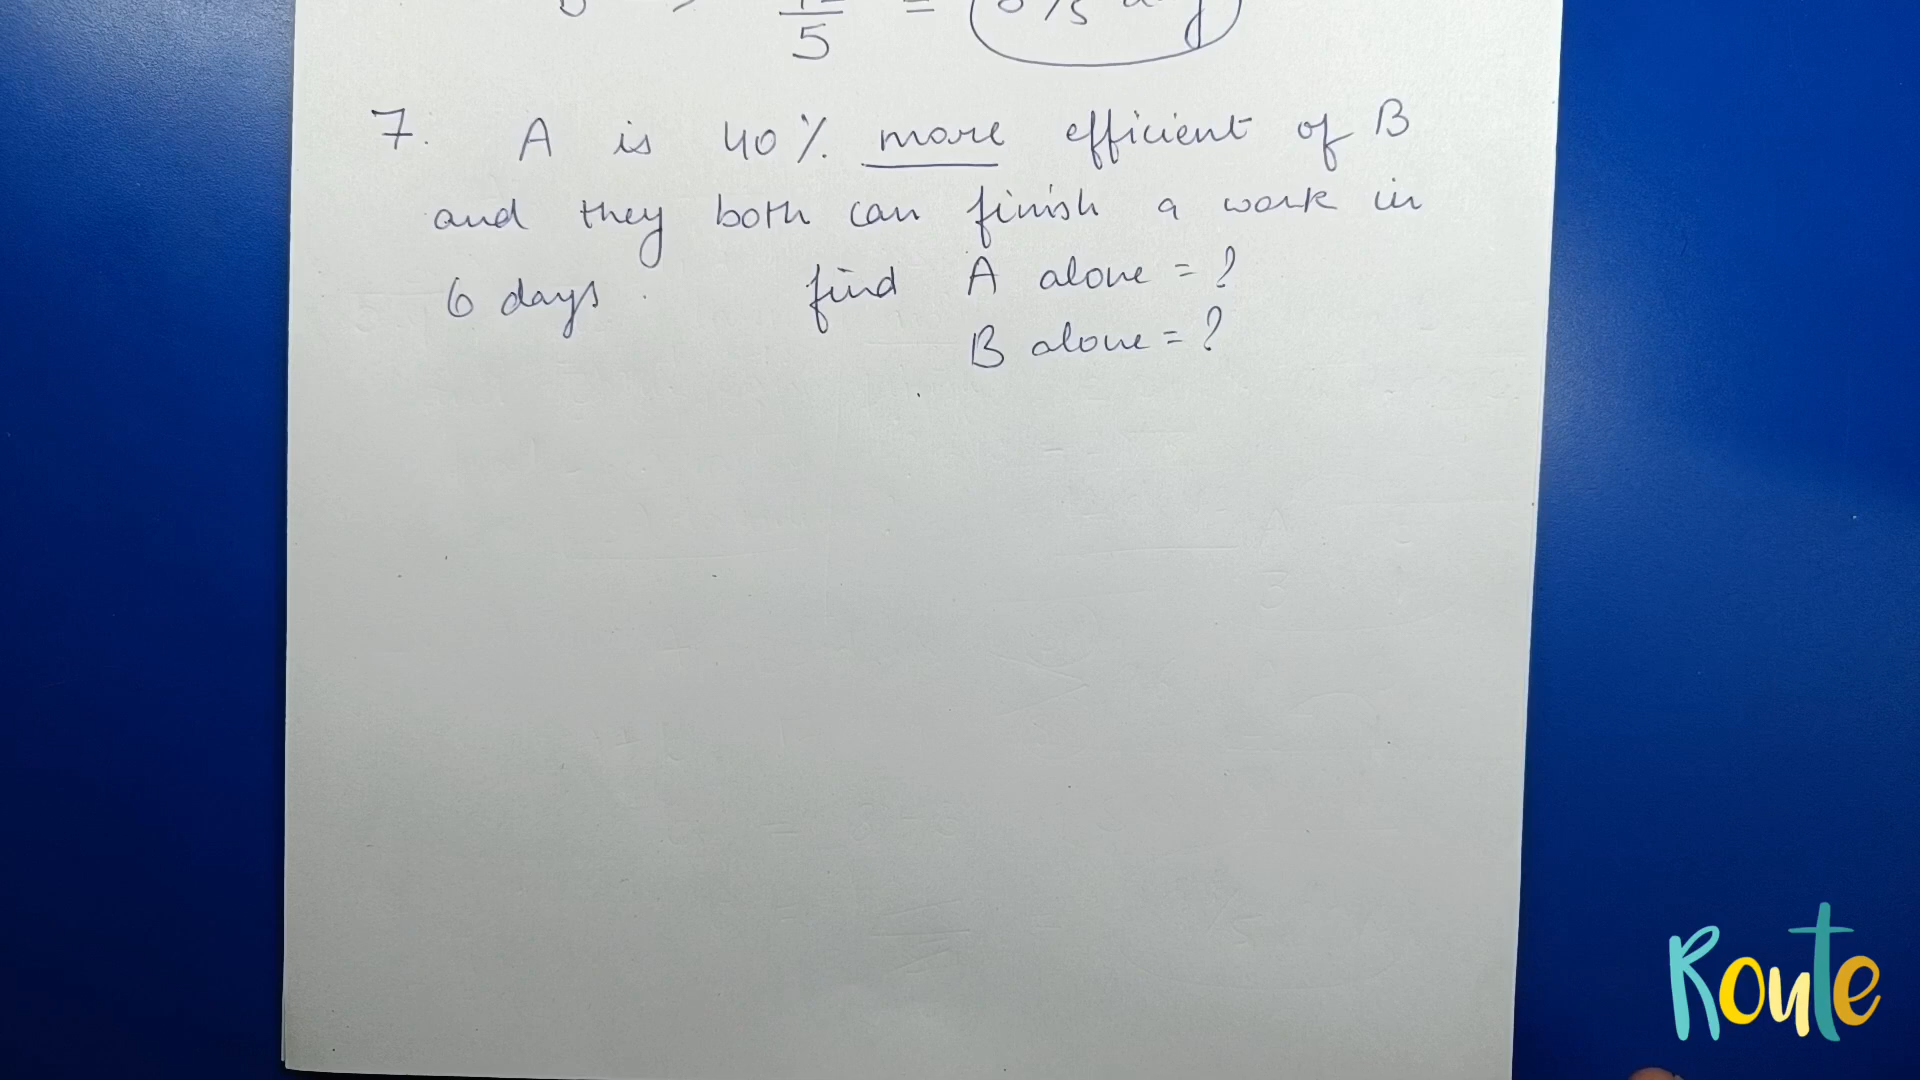 5 =
7. A is 40% more efficient of B
and they both can finish a work in
6 days. find A alone = ?
B alone = ?
Route